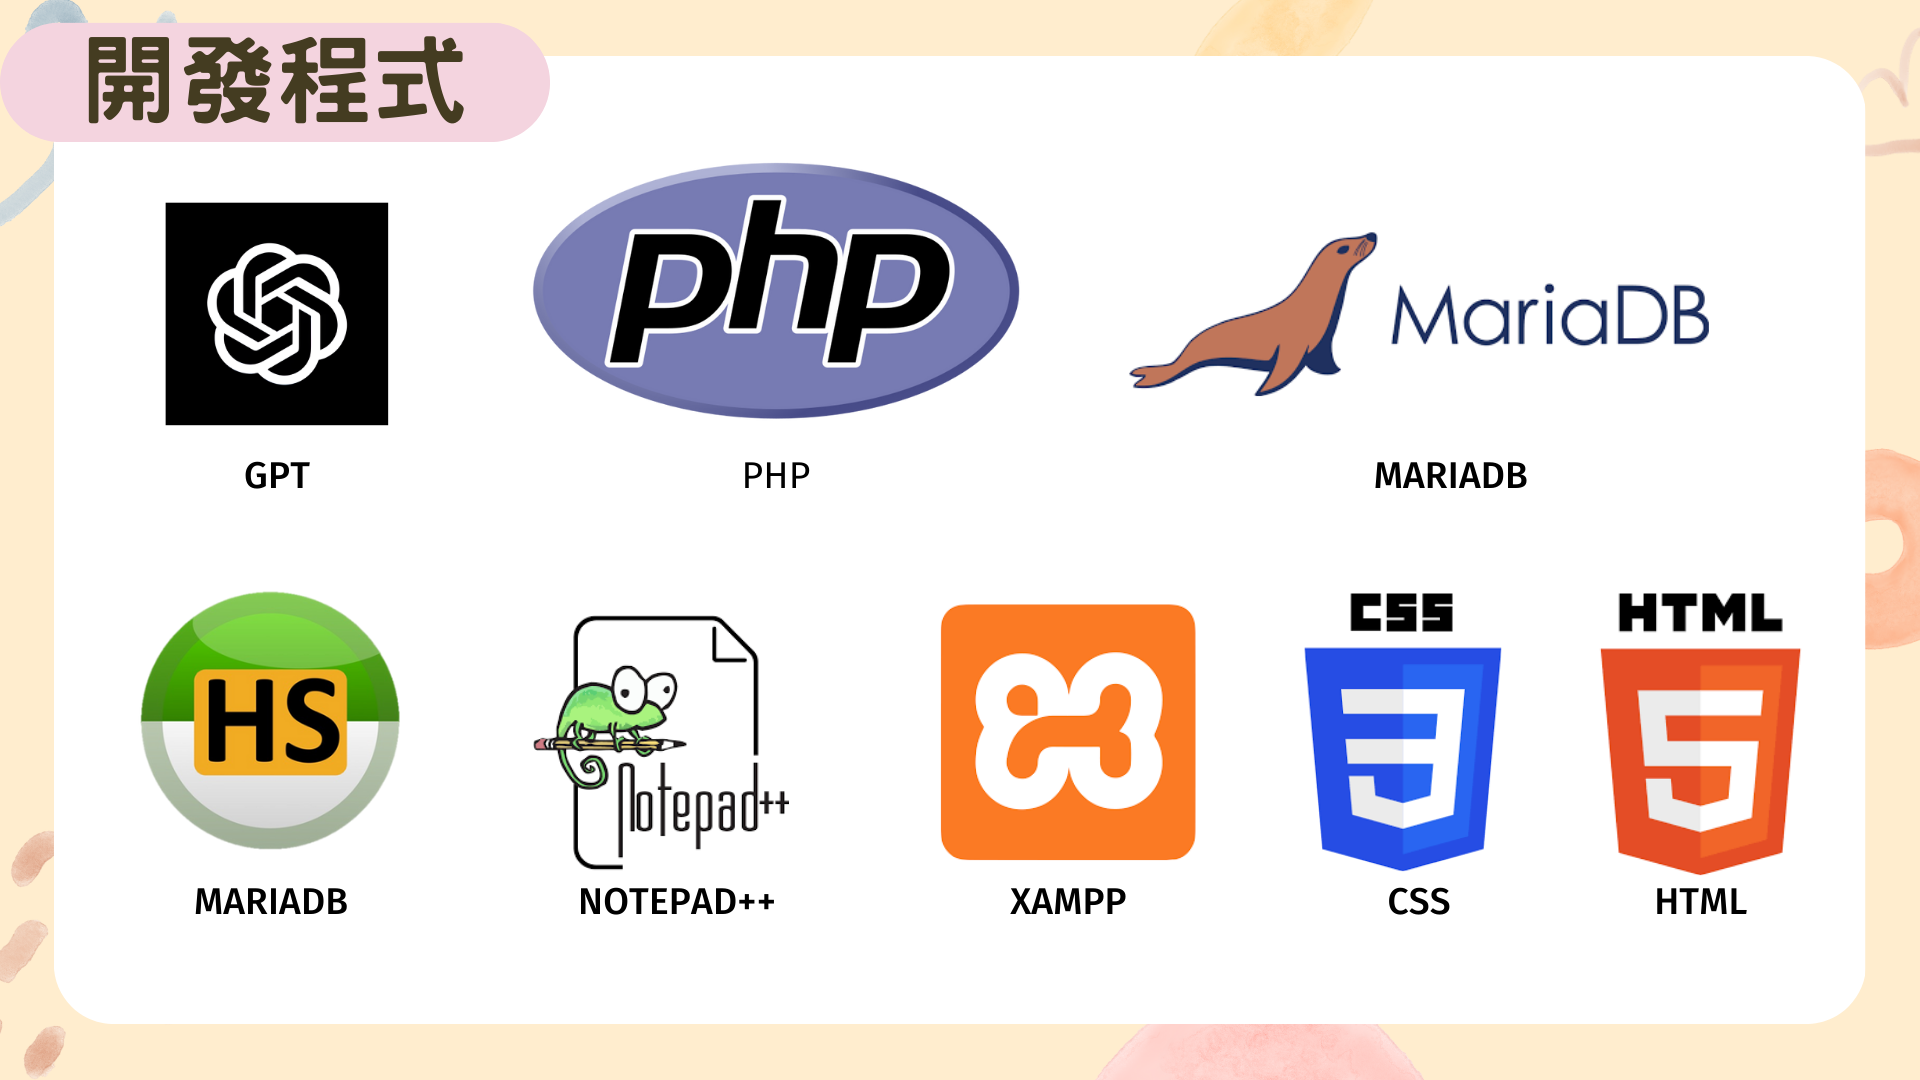 開發程式
php
MariaDB
GPT
PHP
MARIADB
HS
Notepad++
CSS
HTML
MARIADB
NOTEPAD++
XAMPP
CSS
HTML